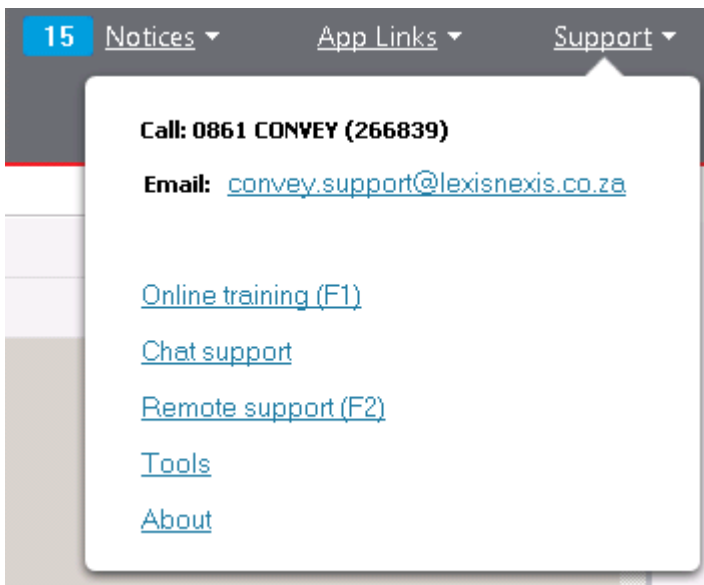 15 Notices App Links Support
Call: 0861 CONVEY (266839)
Email: convey.support@lexisnexis.co.za
Online training (F1)
Chat support
Remote support (F2)
Tools
About